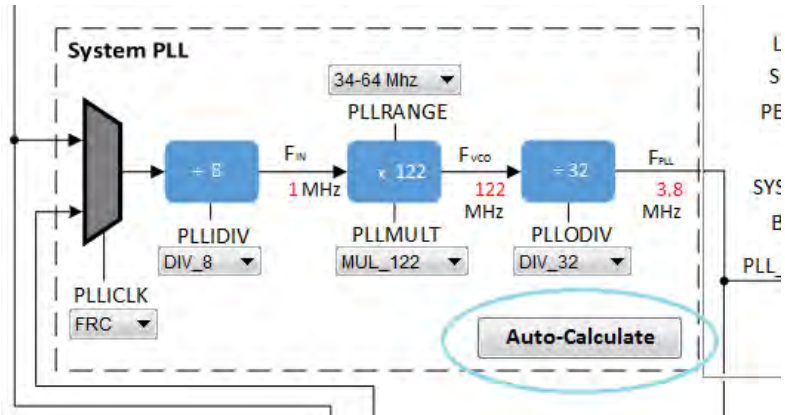 System PLL
34-64 Mhz
PLLRANGE
÷ 8
FIN
1 MHz
x 122
FVCO
122
MHz
÷ 32
FPLL
3.8
MHz
PLLIDIV
DIV_8
PLLMULT
MUL_122
PLLODIV
DIV_32
PLLICLK
FRC
Auto-Calculate
L
S
PE
SYS
B
PLL_